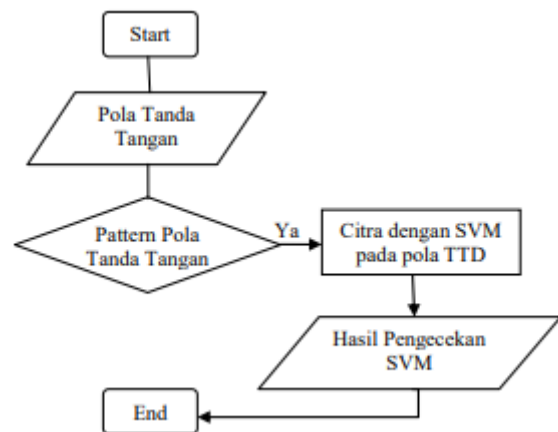 Start
Pola Tanda
Tangan
Pattern Pola
Tanda Tangan
Ya
Citra dengan SVM
pada pola TTD
Hasil Pengecekan
SVM
End